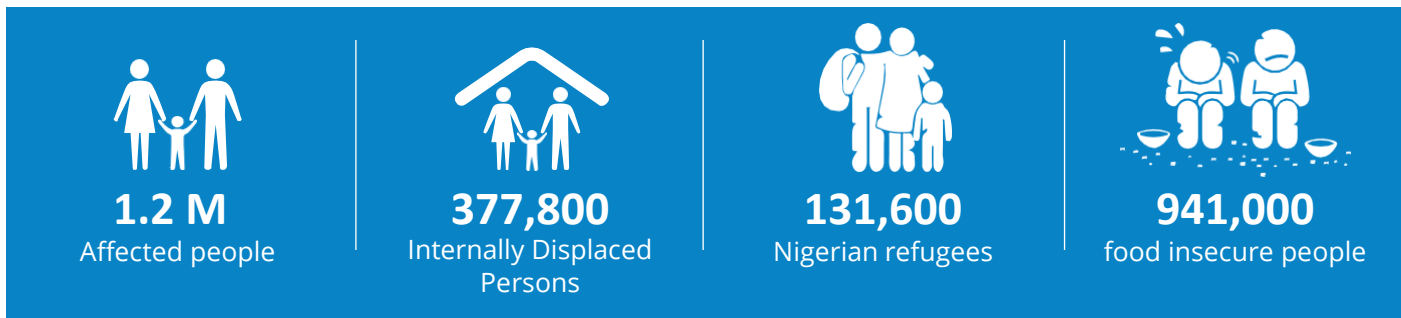 1.2 M
Affected people
377,800
Internally Displaced
Persons
131,600
Nigerian refugees
941,000
food insecure people